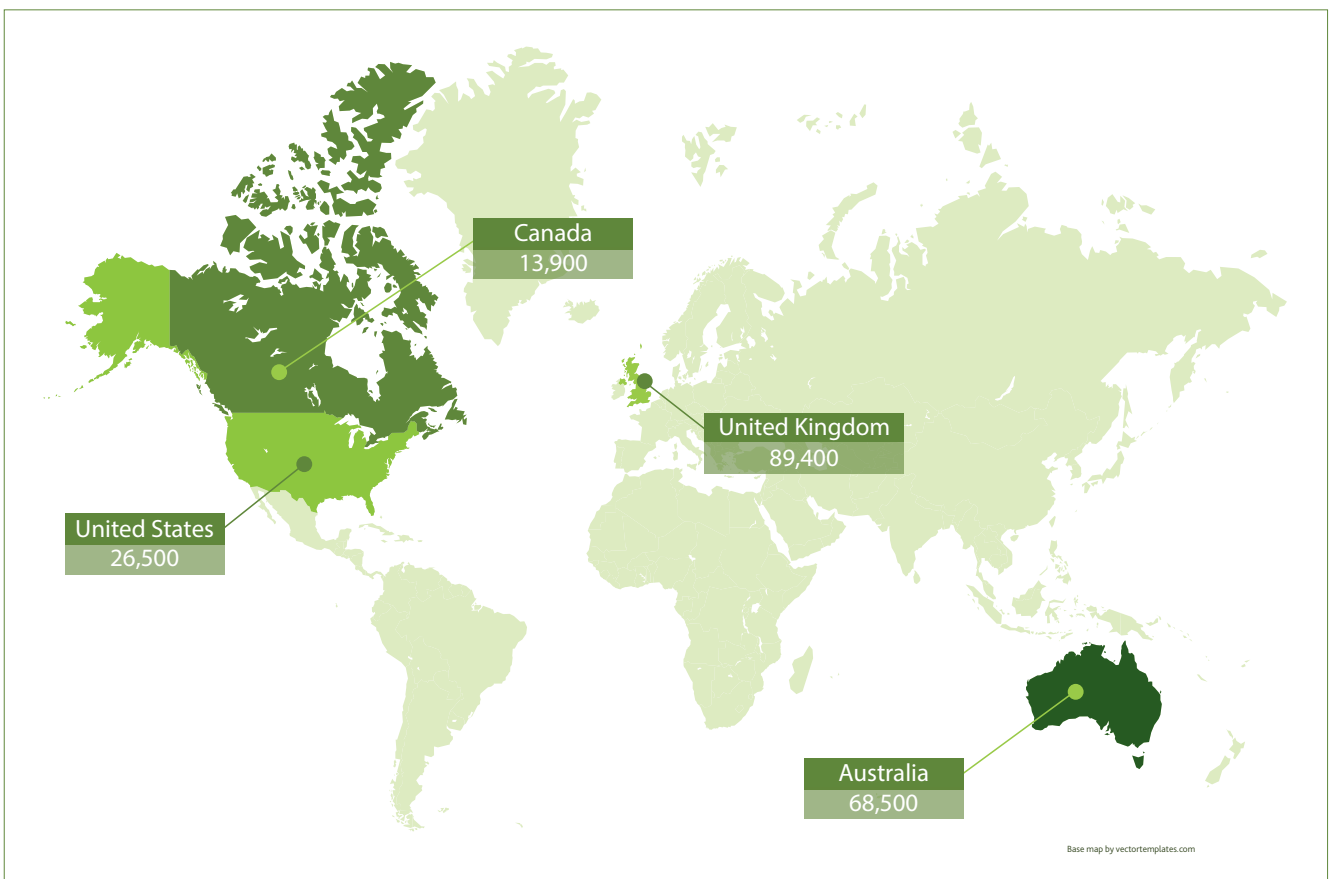 Canada
13,900
United Kingdom
89,400
United States
26,500
Australia
68,500
Base map by vectortemplates.com